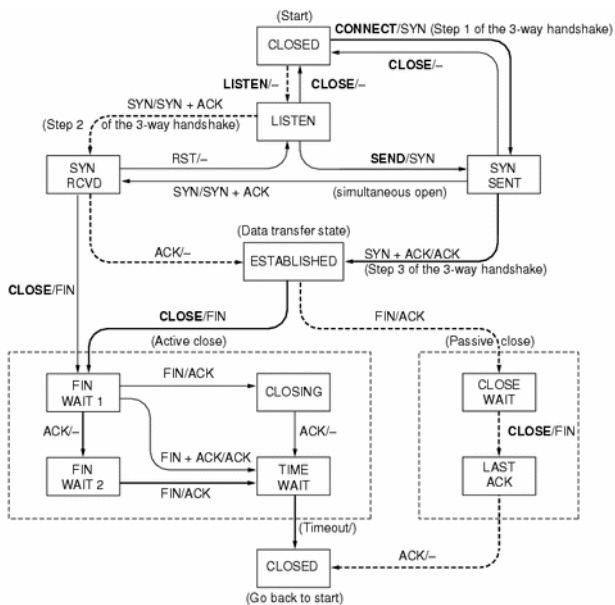 (Start)
CONNECT/SYN (Step 1 of the 3-way handshake)
CLOSED
CLOSE/–
LISTEN/–
CLOSE/–
SYN/SYN + ACK
(Step 2 of the 3-way handshake)
LISTEN
SYN
RCVD
RST/–
SEND/SYN
SYN
SENT
SYN/SYN + ACK
(simultaneous open)
(Data transfer state)
ACK/–
ESTABLISHED
SYN + ACK/ACK
(Step 3 of the 3-way handshake)
CLOSE/FIN
CLOSE/FIN
FIN/ACK
(Active close)
(Passive close)
FIN
WAIT 1
FIN/ACK
CLOSING
CLOSE
WAIT
ACK/–
FIN + ACK/ACK
ACK/–
CLOSE/FIN
FIN
WAIT 2
FIN/ACK
TIME
WAIT
LAST
ACK
(Timeout/)
CLOSED
ACK/–
(Go back to start)